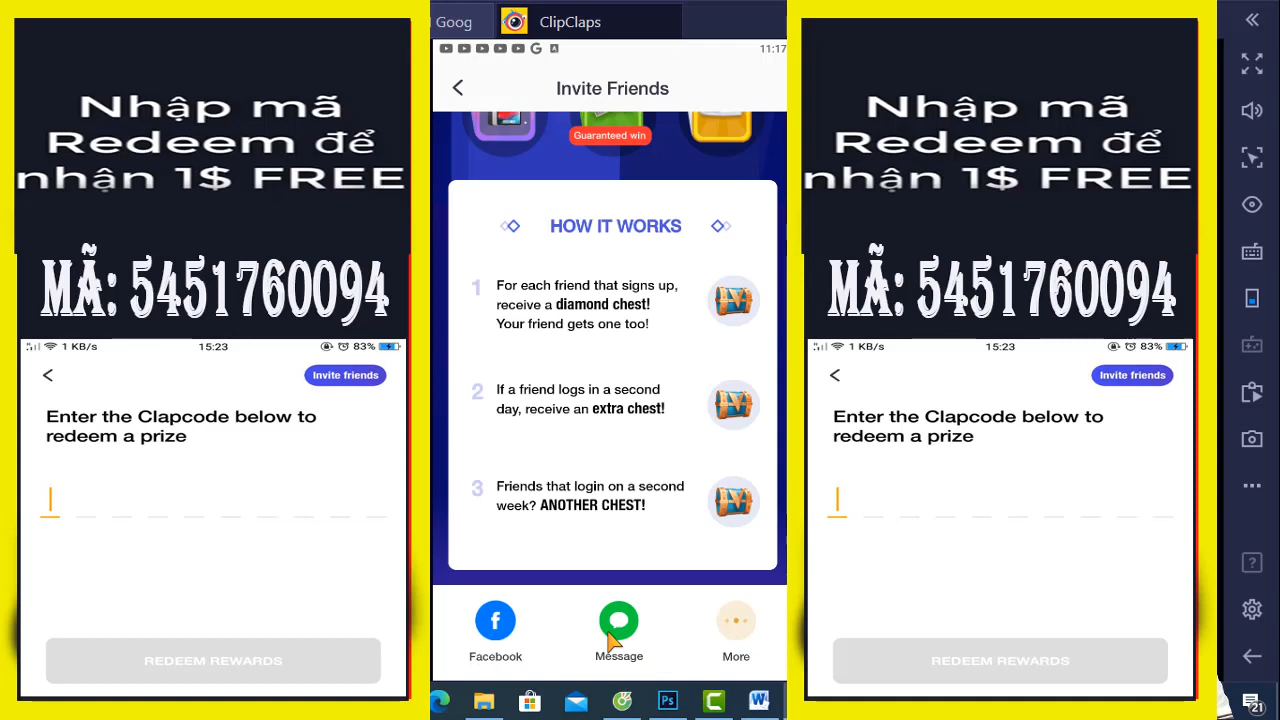 Nhập mã
Redeem để
nhận 1$ FREE
MÃ: 5451760094
1 KB/s 15:23 83%
Invite friends
Enter the Clapcode below to
redeem a prize
REDEEM REWARDS
Goog
ClipClaps
11:17
Invite Friends
Guaranteed win
HOW IT WORKS
1 For each friend that signs up,
receive a diamond chest!
Your friend gets one too!
2 If a friend logs in a second
day, receive an extra chest!
3 Friends that login on a second
week? ANOTHER CHEST!
Facebook
Message
More
Nhập mã
Redeem để
nhận 1$ FREE
MÃ: 5451760094
1 KB/s 15:23 83%
Invite friends
Enter the Clapcode below to
redeem a prize
REDEEM REWARDS
21